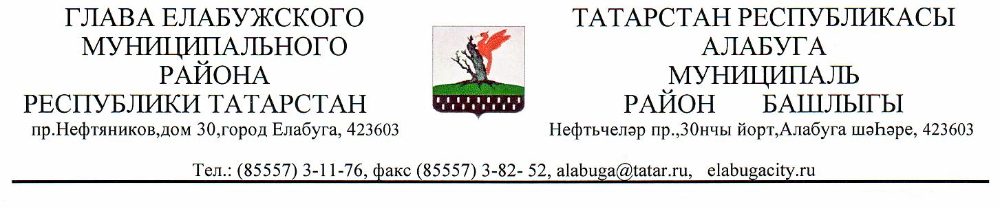 ГЛАВА ЕЛАБУЖСКОГО
МУНИЦИПАЛЬНОГО
РАЙОНА
РЕСПУБЛИКИ ТАТАРСТАН
пр.Нефтяников,дом 30,город Елабуга, 423603
ТАТАРСТАН РЕСПУБЛИКАСЫ
АЛАБУГА
МУНИЦИПАЛЬ
РАЙОН БАШЛЫГЫ
Нефтьчеләр пр.,30нчы йорт,Алабуга шәһәре, 423603
Тел.: (85557) 3-11-76, факс (85557) 3-82- 52, alabuga@tatar.ru, elabugacity.ru